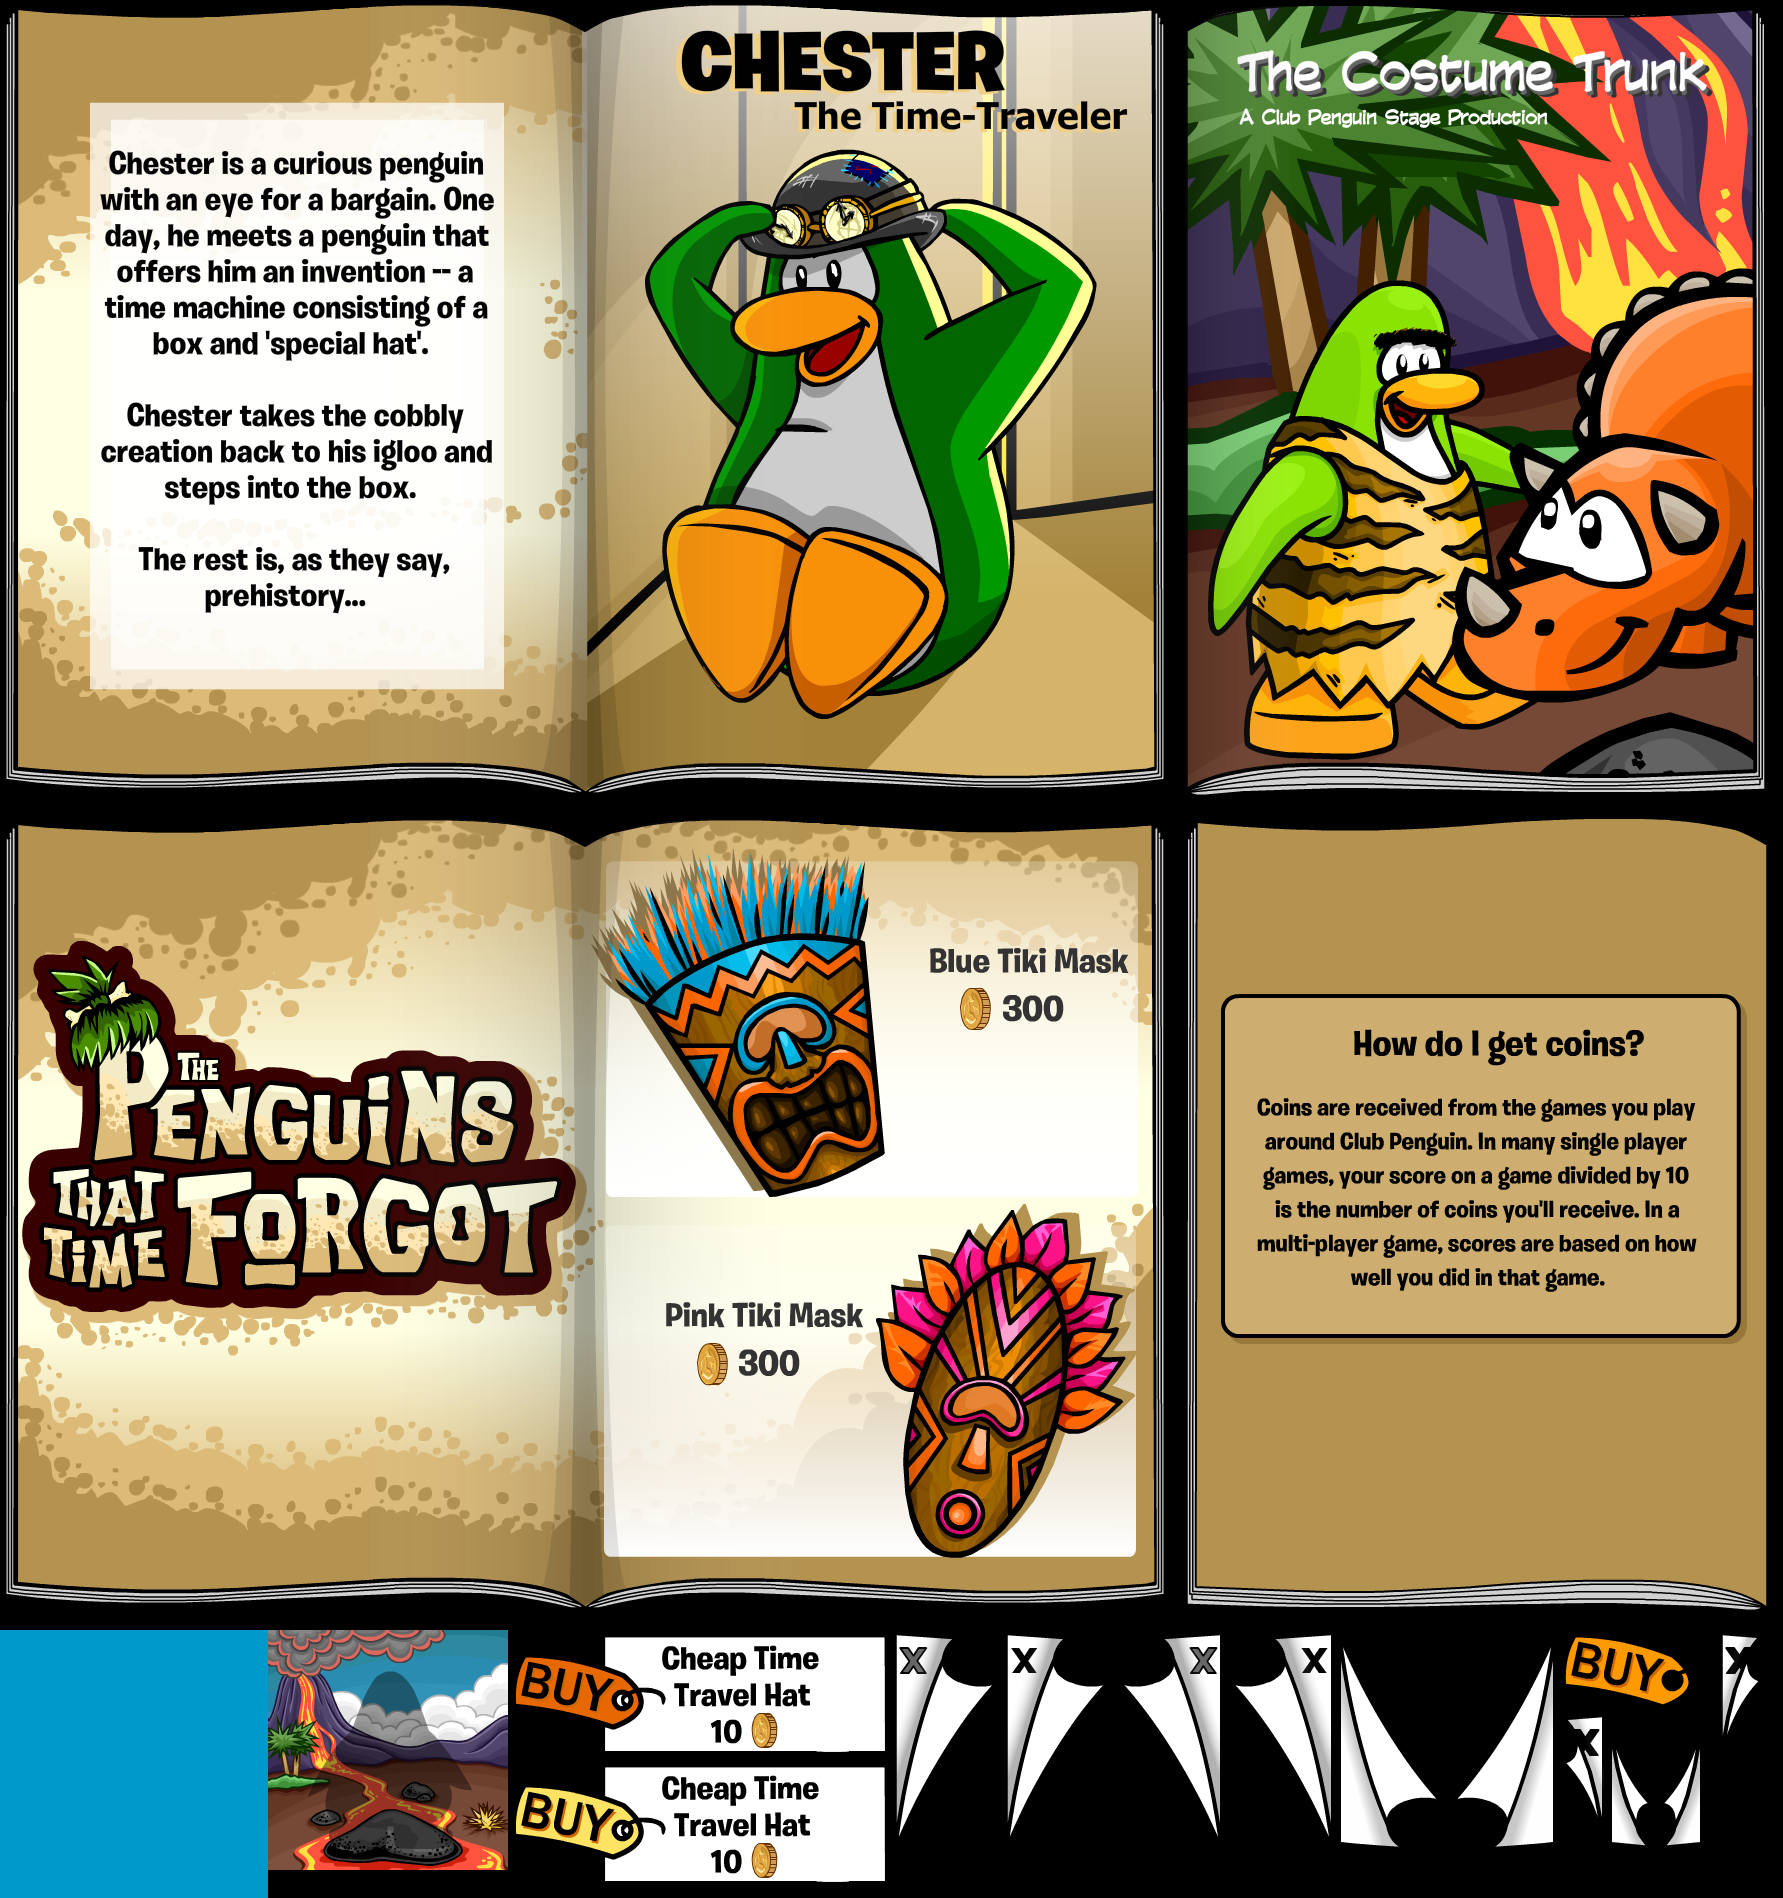 Chester is a curious penguin
with an eye for a bargain. One
day, he meets a penguin that
offers him an invention -- a
time machine consisting of a
box and 'special hat'.
Chester takes the cobbly
creation back to his igloo and
steps into the box.
The rest is, as they say,
prehistory...
CHESTER
The Time-Traveler
The Costume Trunk
A Club Penguin Stage Production
THE
PENGUINS
THAT
TIME
FORGOT
Blue Tiki Mask
300
Pink Tiki Mask
300
How do I get coins?
Coins are received from the games you play
around Club Penguin. In many single player
games, your score on a game divided by 10
is the number of coins you'll receive. In a
multi-player game, scores are based on how
well you did in that game.
BUY
Cheap Time
Travel Hat
10
BUY
Cheap Time
Travel Hat
10
X
X
X
X
BUY
X
X